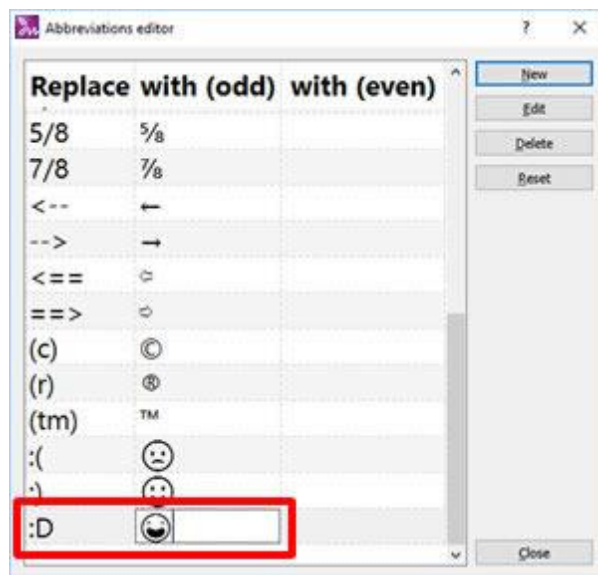 Abbreviations editor
?
New
Edit
Delete
Reset
Replace with (odd) with (even)
5/8 ⅝
7/8 ⅞
<-- ←
--> →
<== ⇦
==> ⇨
(c) ©
(r) ®
(tm) ™
:( ☹
:) ☺
:D 😀
Close